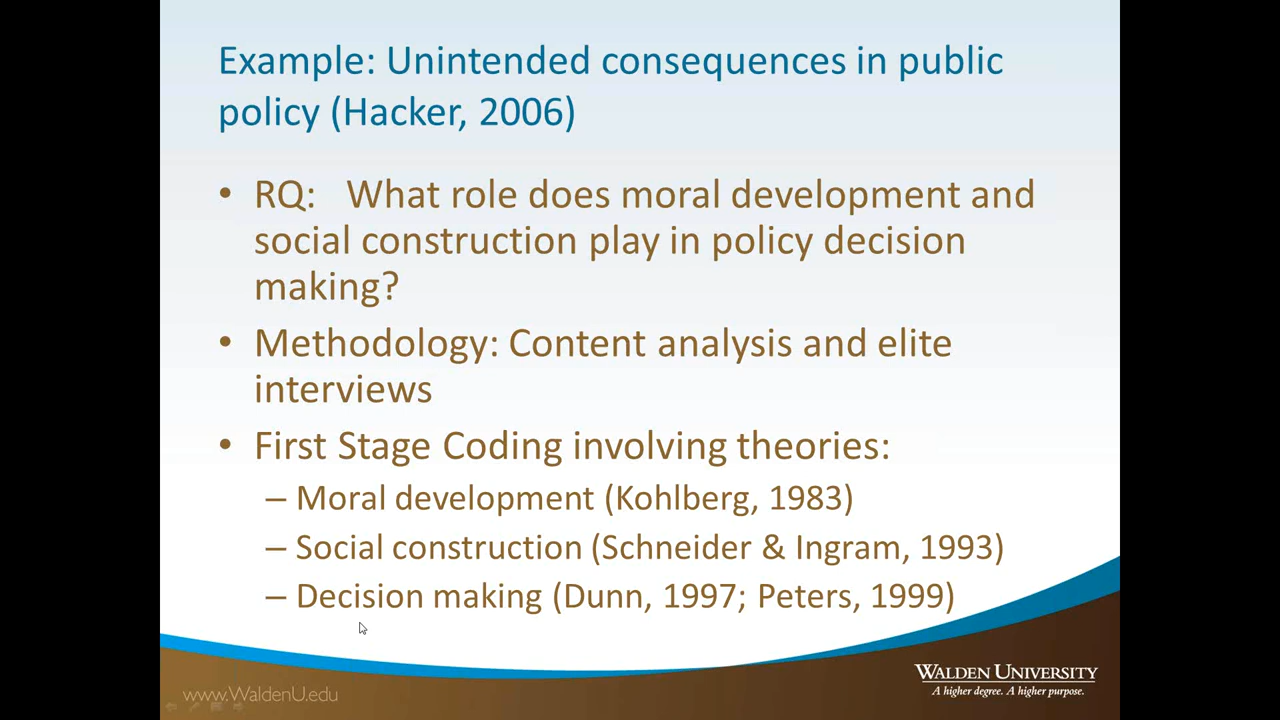 Example: Unintended consequences in public
policy (Hacker, 2006)
• RQ: What role does moral development and
social construction play in policy decision
making?
• Methodology: Content analysis and elite
interviews
• First Stage Coding involving theories:
– Moral development (Kohlberg, 1983)
– Social construction (Schneider & Ingram, 1993)
– Decision making (Dunn, 1997; Peters, 1999)
WALDEN UNIVERSITY
A higher degree. A higher purpose.
www.WaldenU.edu